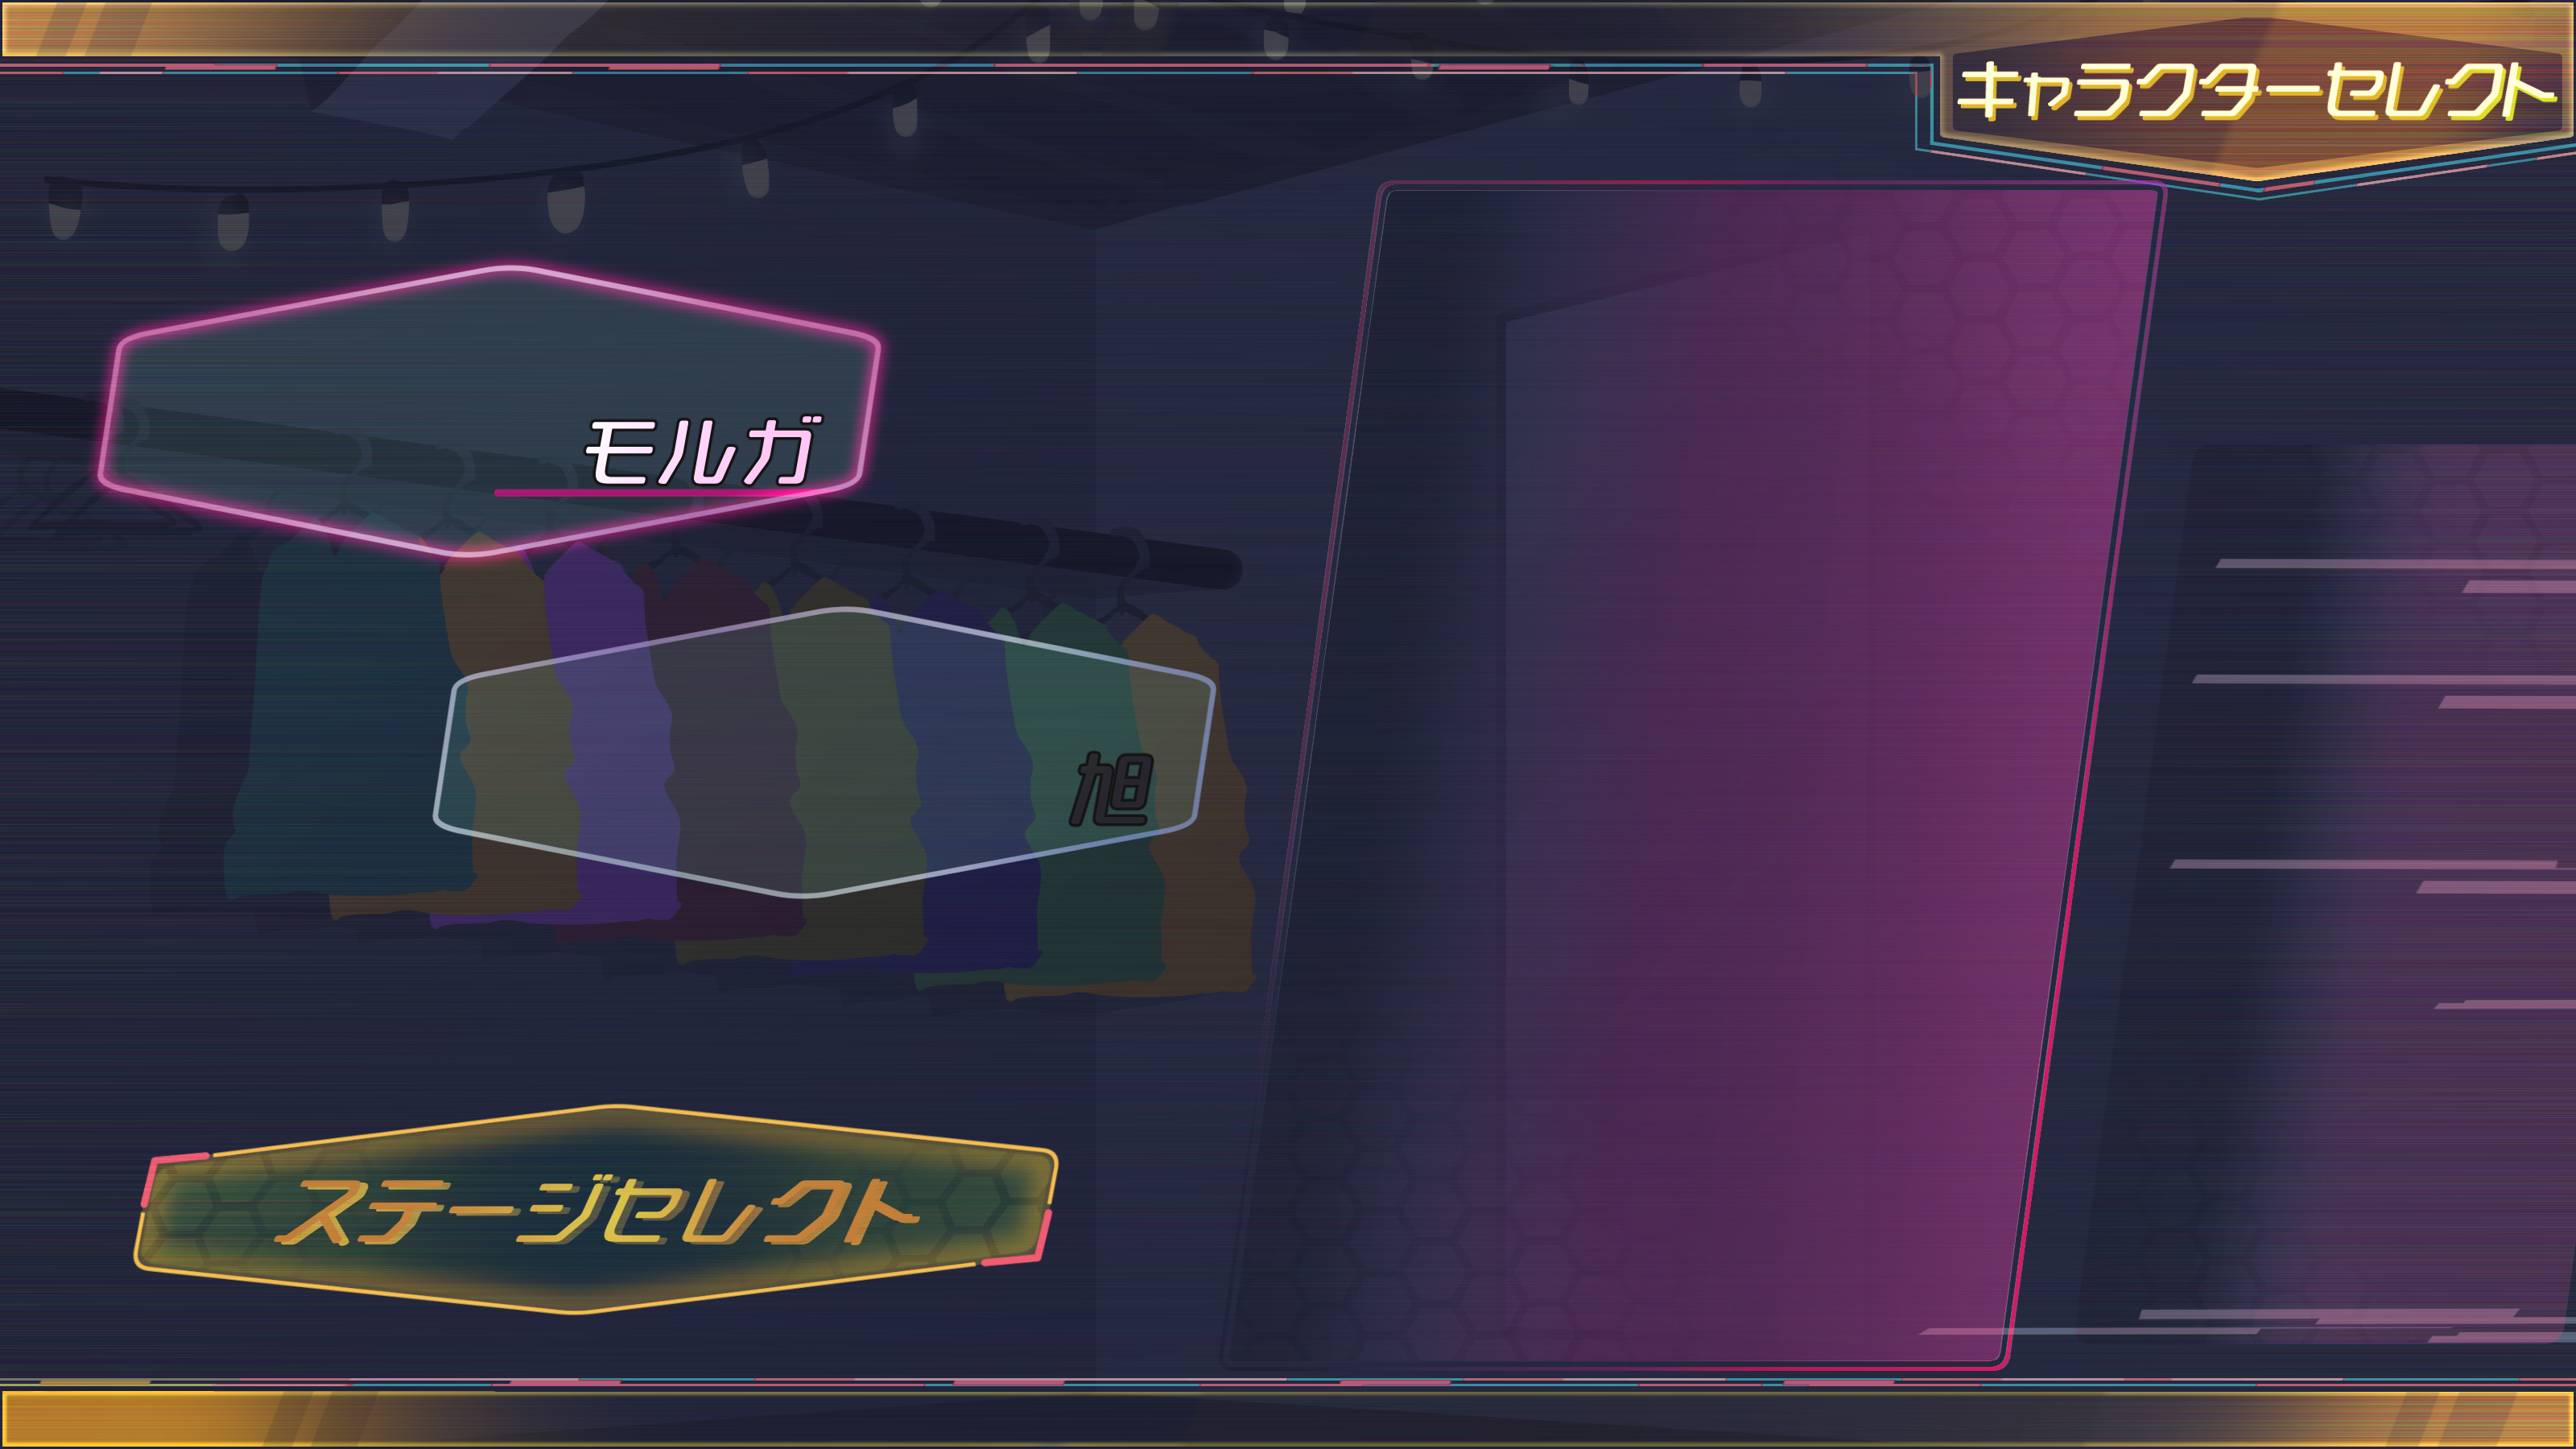 キャラクターセレクト
モルガ
旭
ステージセレクト